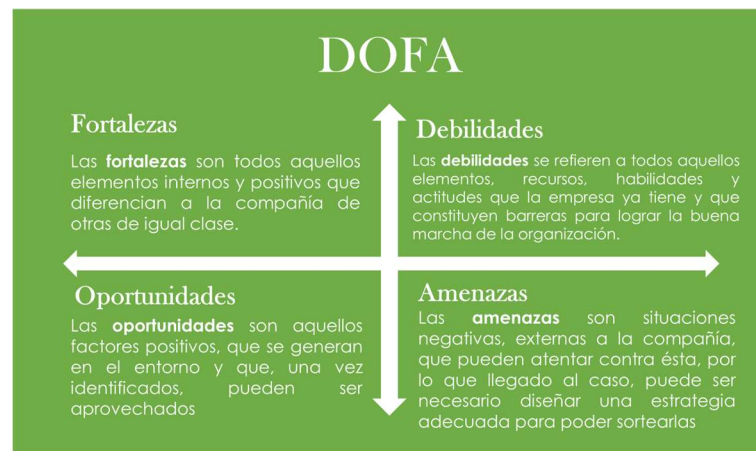 DOFA
Fortalezas
Las fortalezas son todos aquellos
elementos internos y positivos que
diferencian a la compañía de
otras de igual clase.
Debilidades
Las debilidades se refieren a todos aquellos
elementos, recursos, habilidades y
actitudes que la empresa ya tiene y que
constituyen barreras para lograr la buena
marcha de la organización.
Oportunidades
Las oportunidades son aquellos
factores positivos, que se generan
en el entorno y que, una vez
identificados, pueden ser
aprovechados
Amenazas
Las amenazas son situaciones
negativas, externas a la compañía,
que pueden atentar contra ésta, por
lo que llegado al caso, puede ser
necesario diseñar una estrategia
adecuada para poder sortearlas